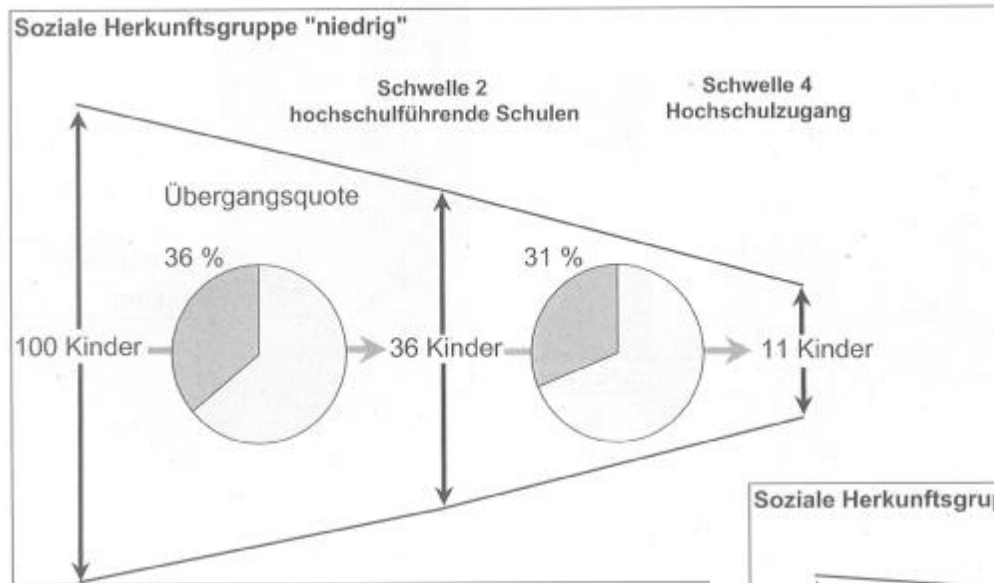 Soziale Herkunftsgruppe "niedrig"
Schwelle 2
hochschulführende Schulen
Schwelle 4
Hochschulzugang
Übergangsquote
36 %
31 %
100 Kinder
36 Kinder
11 Kinder
Soziale